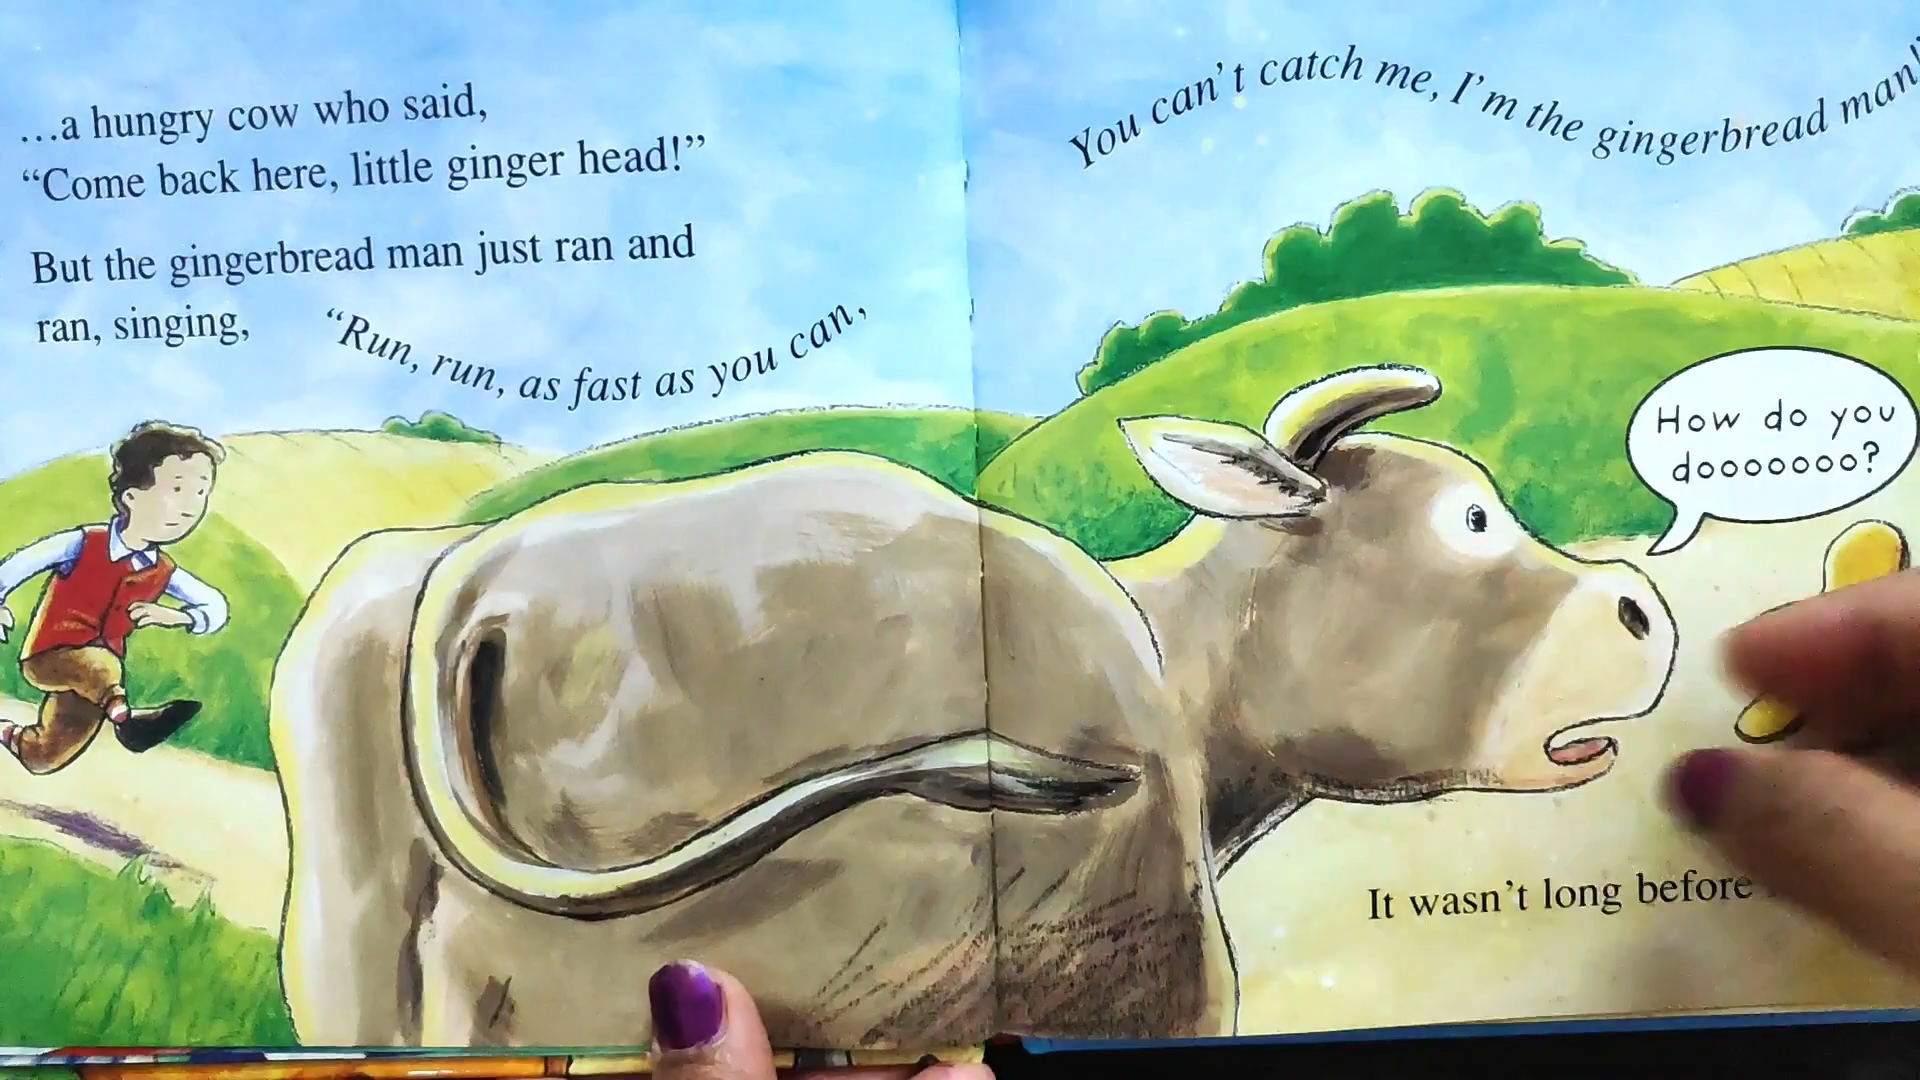 …a hungry cow who said,
“Come back here, little ginger head!”
But the gingerbread man just ran and
ran, singing,
“Run, run, as fast as you can,
You can’t catch me, I’m the gingerbread man!
How do you
dooooooo?
It wasn’t long before